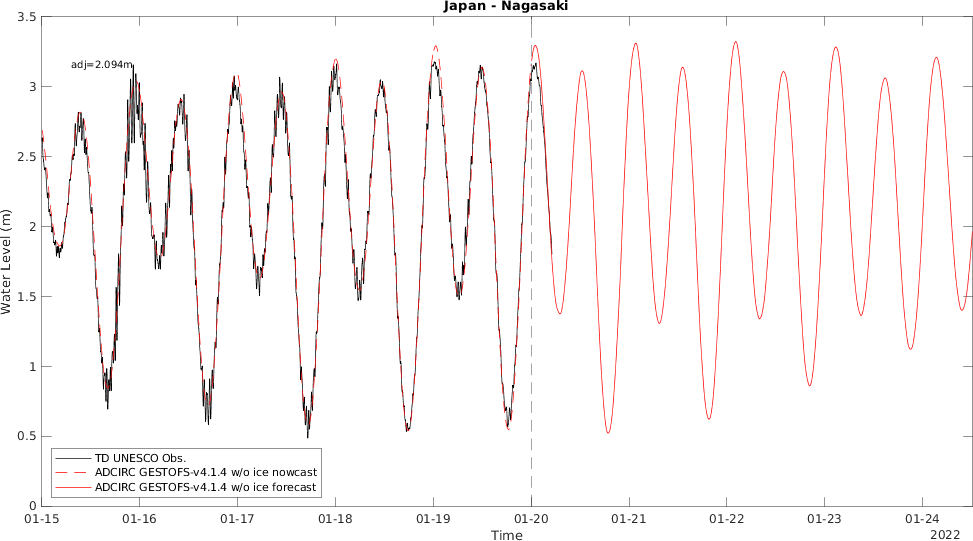 Japan - Nagasaki
3.5
3
2.5
2
1.5
1
0.5
0
Water Level (m)
adj=2.094m
TD UNESCO Obs.
ADCIRC GESTOFS-v4.1.4 w/o ice nowcast
ADCIRC GESTOFS-v4.1.4 w/o ice forecast
01-15 01-16 01-17 01-18 01-19 01-20 01-21 01-22 01-23 01-24
Time
2022